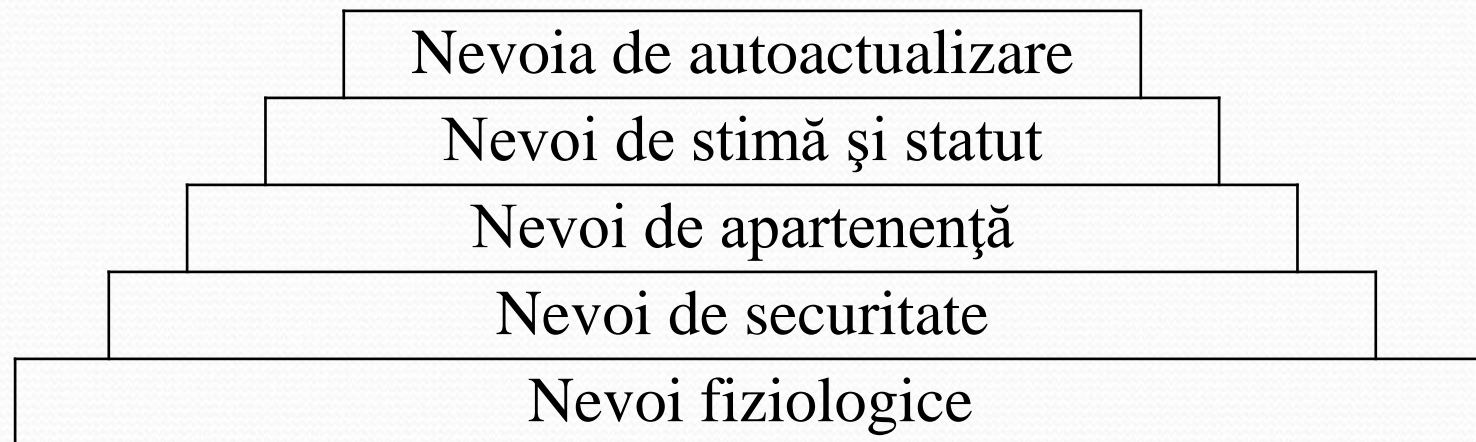 Nevoia de autoactualizare
Nevoi de stimă şi statut
Nevoi de apartenenţă
Nevoi de securitate
Nevoi fiziologice